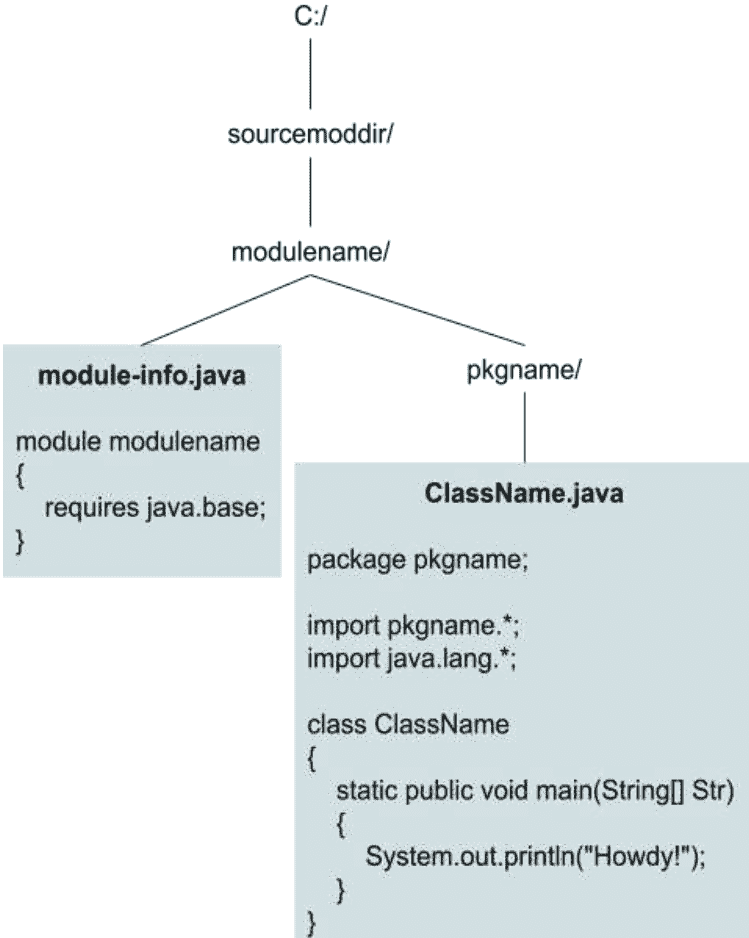 C:/
sourcemoddir/
modulename/
module-info.java
module modulename
{
requires java.base;
}
pkgname/
ClassName.java
package pkgname;
import pkgname.*;
import java.lang.*;
class ClassName
{
static public void main(String[] Str)
{
System.out.println("Howdy!");
}
}